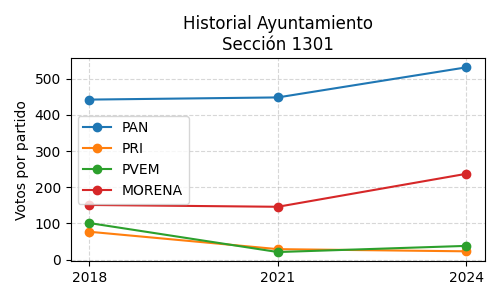 Historial Ayuntamiento
Sección 1301
Votos por partido
500
400
300
200
100
0
PAN
PRI
PVEM
MORENA
2018
2021
2024